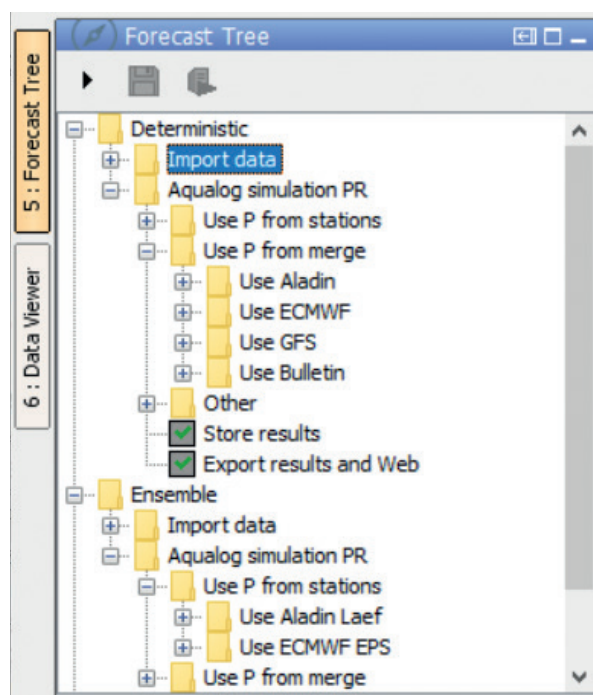 Forecast Tree
5 : Forecast Tree
6 : Data Viewer
Deterministic
Import data
Aqualog simulation PR
Use P from stations
Use P from merge
Use Aladin
Use ECMWF
Use GFS
Use Bulletin
Other
Store results
Export results and Web
Ensemble
Import data
Aqualog simulation PR
Use P from stations
Use Aladin Laef
Use ECMWF EPS
Use P from merge